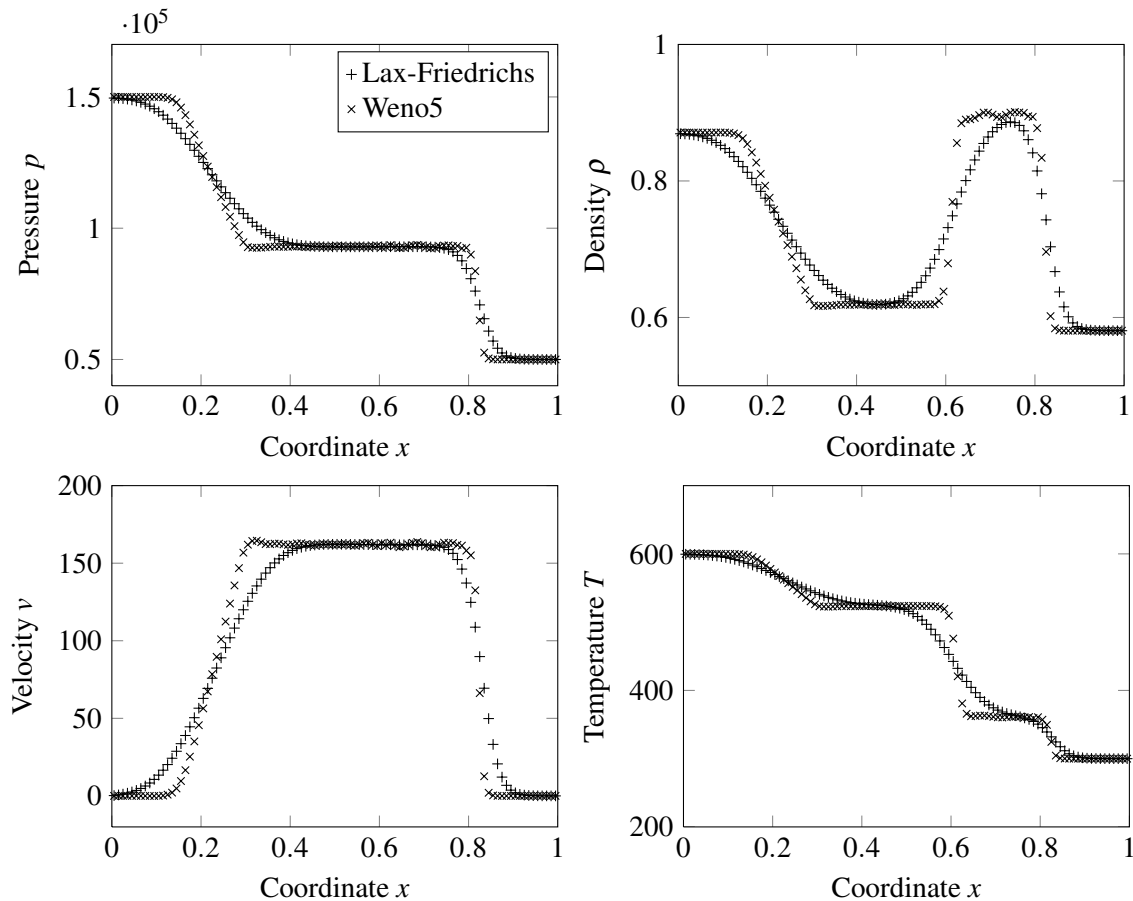 ·10⁵
Pressure p
1.5
1
0.5
0 0.2 0.4 0.6 0.8 1
Coordinate x
+ Lax-Friedrichs
× Weno5
Density ρ
1
0.8
0.6
0 0.2 0.4 0.6 0.8 1
Coordinate x
Velocity v
200
150
100
50
0
0 0.2 0.4 0.6 0.8 1
Coordinate x
Temperature T
600
400
200
0 0.2 0.4 0.6 0.8 1
Coordinate x